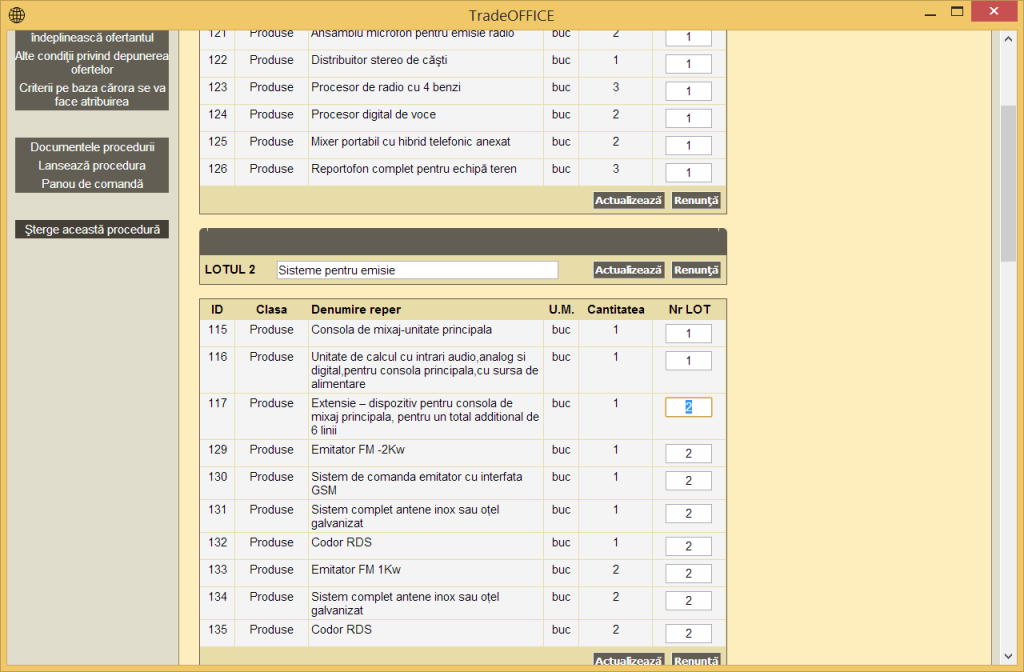 TradeOFFICE
îndeplinească ofertantul
Alte condiții privind depunerea
ofertelor
Criterii pe baza cărora se va
face atribuirea
Documentele procedurii
Lansează procedura
Panou de comandă
Şterge această procedură
121 Produse Ansamblu microfon pentru emisie radio buc 2 1
122 Produse Distribuitor stereo de căști buc 1 1
123 Produse Procesor de radio cu 4 benzi buc 3 1
124 Produse Procesor digital de voce buc 2 1
125 Produse Mixer portabil cu hibrid telefonic anexat buc 2 1
126 Produse Reportofon complet pentru echipă teren buc 3 1
Actualizează Renunţă
LOTUL 2 Sisteme pentru emisie Actualizează Renunţă
ID Clasa Denumire reper U.M. Cantitatea Nr LOT
115 Produse Consola de mixaj-unitate principala buc 1 1
116 Produse Unitate de calcul cu intrari audio,analog si buc 1 1
digital,pentru consola principala,cu sursa de
alimentare
117 Produse Extensie – dispozitiv pentru consola de buc 1 2
mixaj principala, pentru un total additional de
6 linii
129 Produse Emitator FM -2Kw buc 1 2
130 Produse Sistem de comanda emitator cu interfata buc 1 2
GSM
131 Produse Sistem complet antene inox sau oțel buc 1 2
galvanizat
132 Produse Codor RDS buc 1 2
133 Produse Emitator FM 1Kw buc 2 2
134 Produse Sistem complet antene inox sau oțel buc 2 2
galvanizat
135 Produse Codor RDS buc 2 2
Actualizează Renunţă